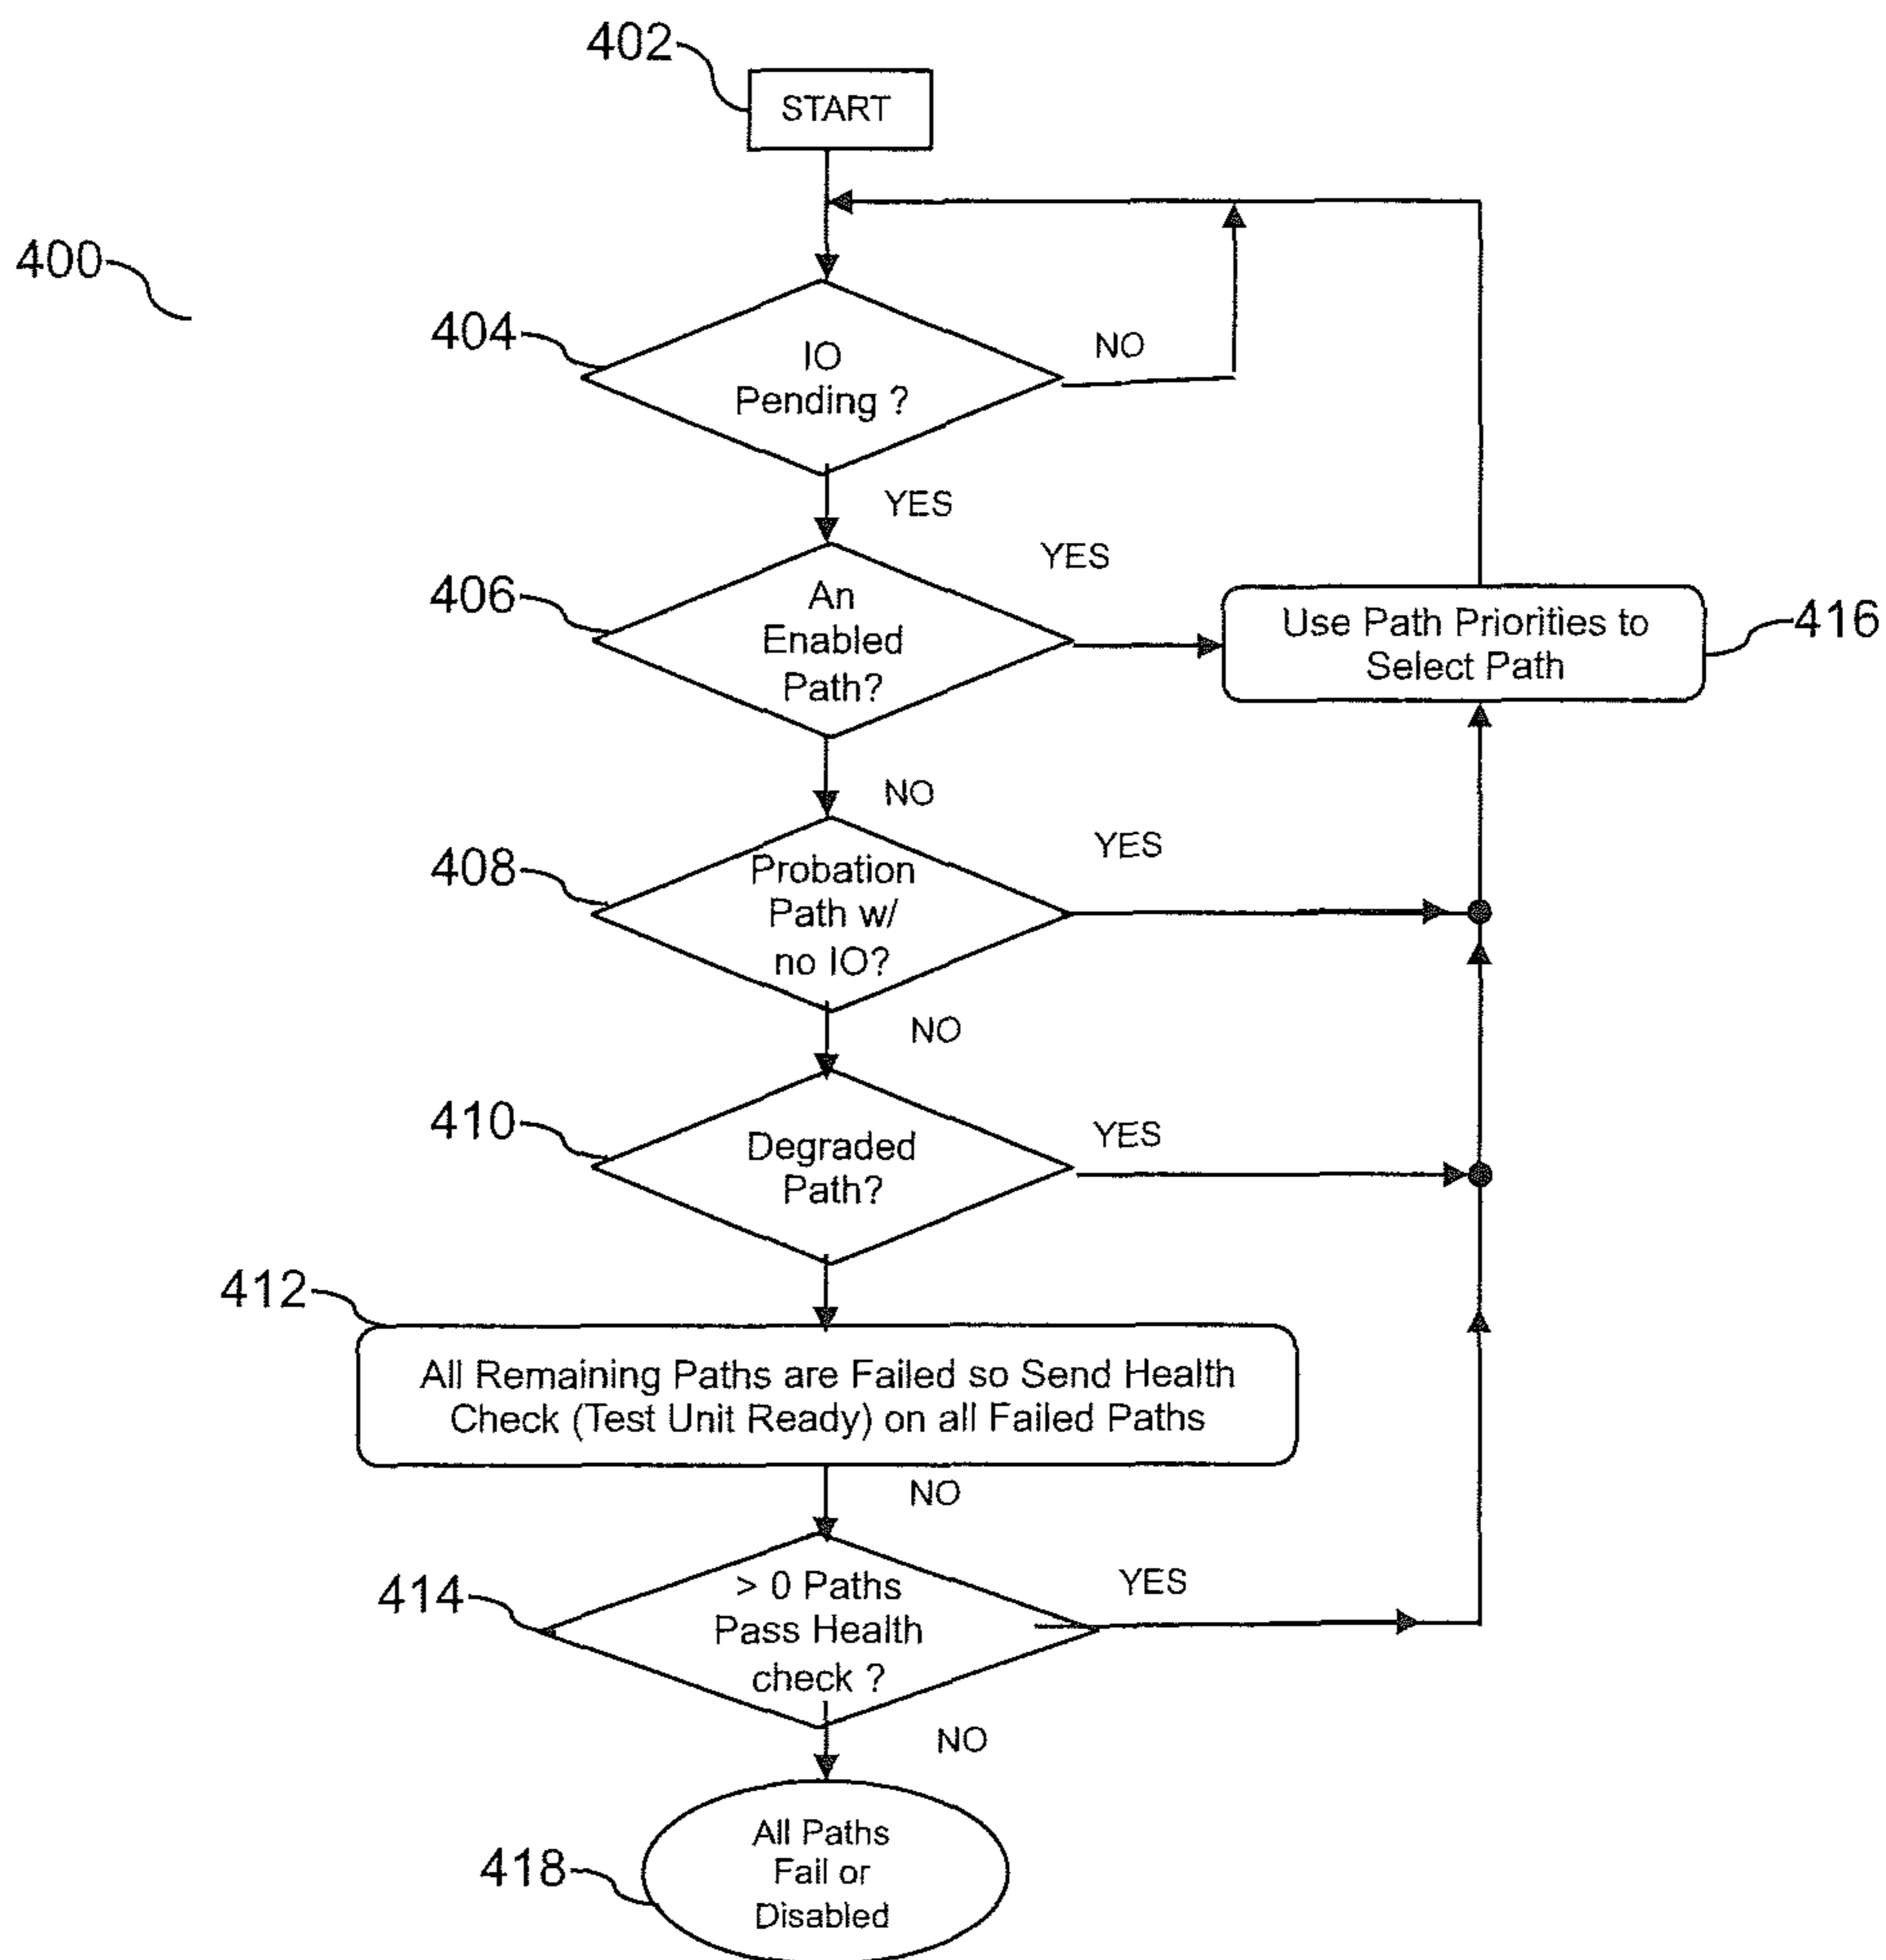 402
START
400
404
IO
Pending ?
NO
YES
406
An
Enabled
Path?
YES
Use Path Priorities to
Select Path
416
NO
408
Probation
Path w/
no IO?
YES
NO
410
Degraded
Path?
YES
412
All Remaining Paths are Failed so Send Health
Check (Test Unit Ready) on all Failed Paths
NO
414
> 0 Paths
Pass Health
check ?
YES
NO
418
All Paths
Fail or
Disabled